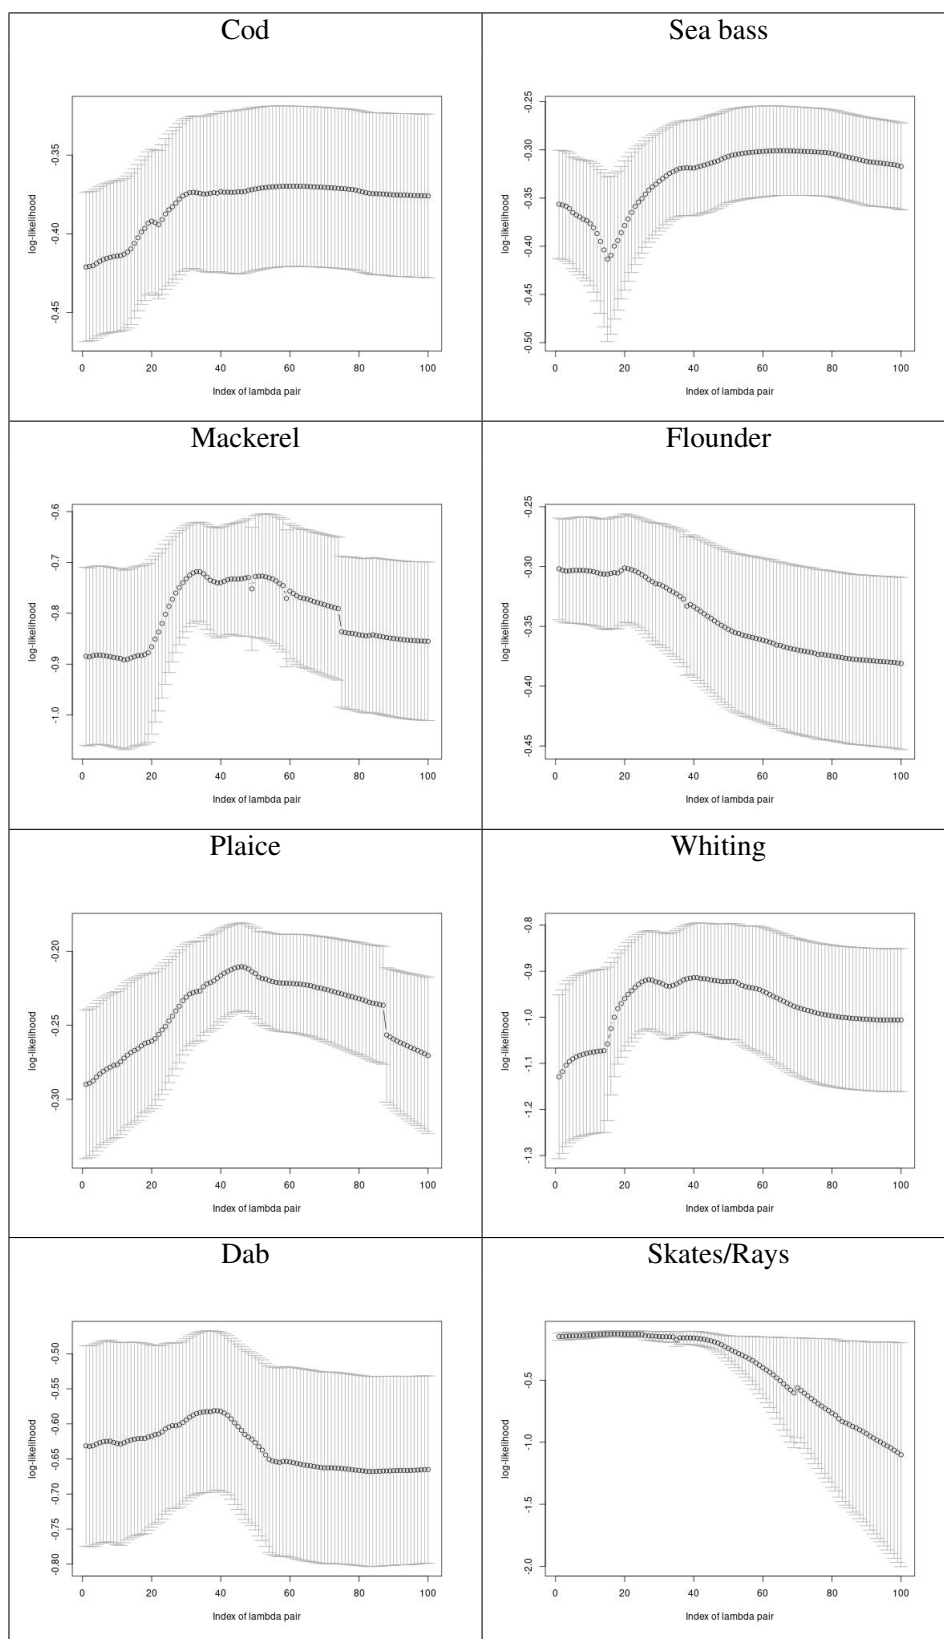 Cod
Sea bass
log-likelihood
-0.35
-0.40
-0.45
0 20 40 60 80 100
Index of lambda pair
log-likelihood
-0.25
-0.30
-0.35
-0.40
-0.45
-0.50
0 20 40 60 80 100
Index of lambda pair
Mackerel
Flounder
log-likelihood
-0.6
-0.7
-0.8
-0.9
-1.0
0 20 40 60 80 100
Index of lambda pair
log-likelihood
-0.25
-0.30
-0.35
-0.40
-0.45
0 20 40 60 80 100
Index of lambda pair
Plaice
Whiting
log-likelihood
-0.20
-0.25
-0.30
0 20 40 60 80 100
Index of lambda pair
log-likelihood
-0.8
-0.9
-1.0
-1.1
-1.2
-1.3
0 20 40 60 80 100
Index of lambda pair
Dab
Skates/Rays
log-likelihood
-0.50
-0.55
-0.60
-0.65
-0.70
-0.75
-0.80
0 20 40 60 80 100
Index of lambda pair
log-likelihood
-0.5
-1.0
-1.5
-2.0
0 20 40 60 80 100
Index of lambda pair